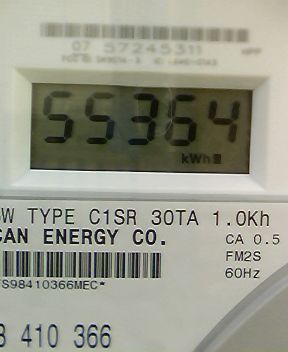 07 57245311
55364
kWh
W TYPE C1SR 30TA 1.0Kh
CAN ENERGY CO.
CA 0.5
FM2S
60Hz
S98410366MEC*
410 366